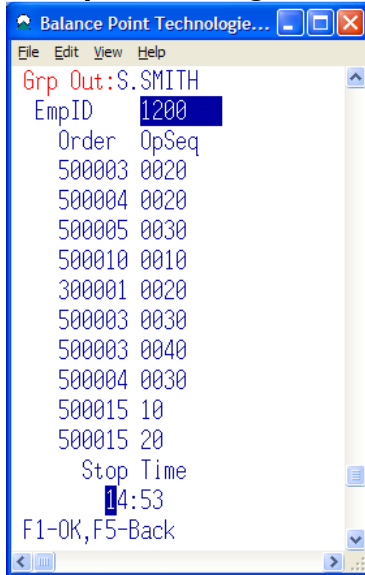 Balance Point Technologie...
File Edit View Help
Grp Out:S.SMITH
EmpID 1200
Order OpSeq
500003 0020
500004 0020
500005 0030
500010 0010
300001 0020
500003 0030
500003 0040
500004 0030
500015 10
500015 20
Stop Time
14:53
F1-OK,F5-Back